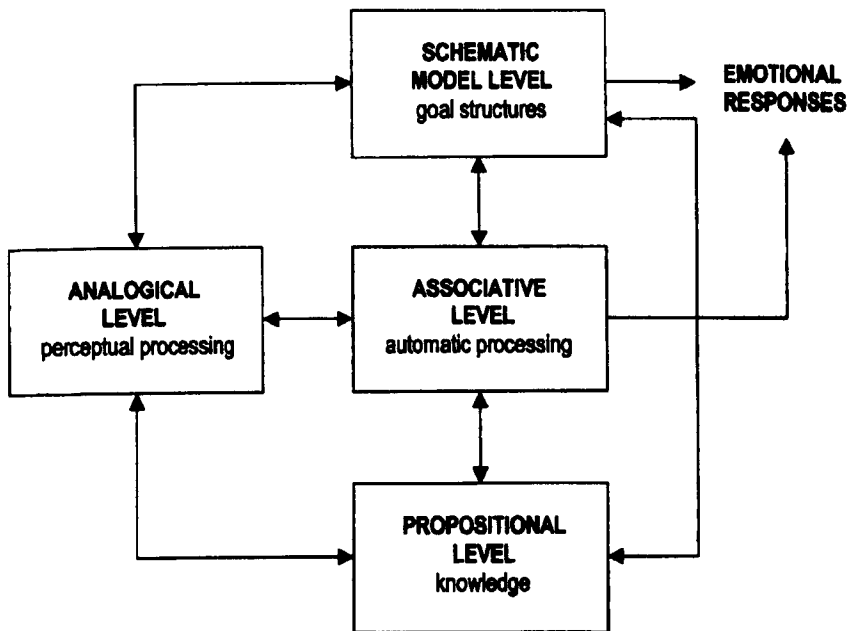 SCHEMATIC
MODEL LEVEL
goal structures
EMOTIONAL
RESPONSES
ANALOGICAL
LEVEL
perceptual processing
ASSOCIATIVE
LEVEL
automatic processing
PROPOSITIONAL
LEVEL
knowledge